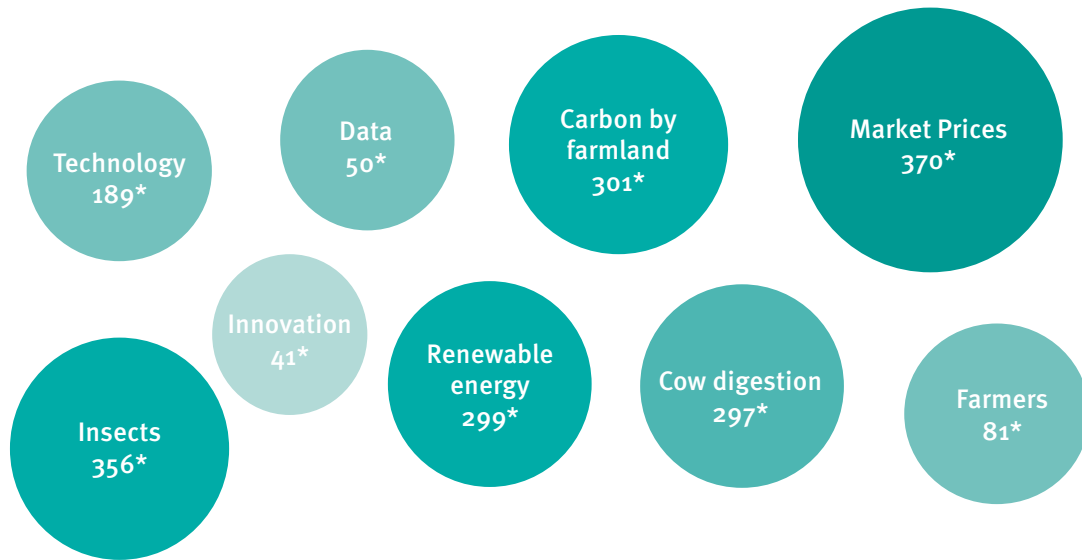 Technology
189*
Data
50*
Carbon by
farmland
301*
Market Prices
370*
Insects
356*
Innovation
41*
Renewable
energy
299*
Cow digestion
297*
Farmers
81*